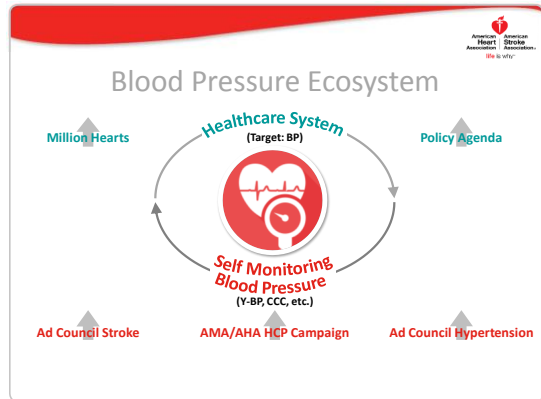 American | American
Heart | Stroke
Association | Association®
life is why™
Blood Pressure Ecosystem
Million Hearts
Healthcare System
(Target: BP)
Policy Agenda
Self Monitoring
Blood Pressure
(Y-BP, CCC, etc.)
Ad Council Stroke
AMA/AHA HCP Campaign
Ad Council Hypertension